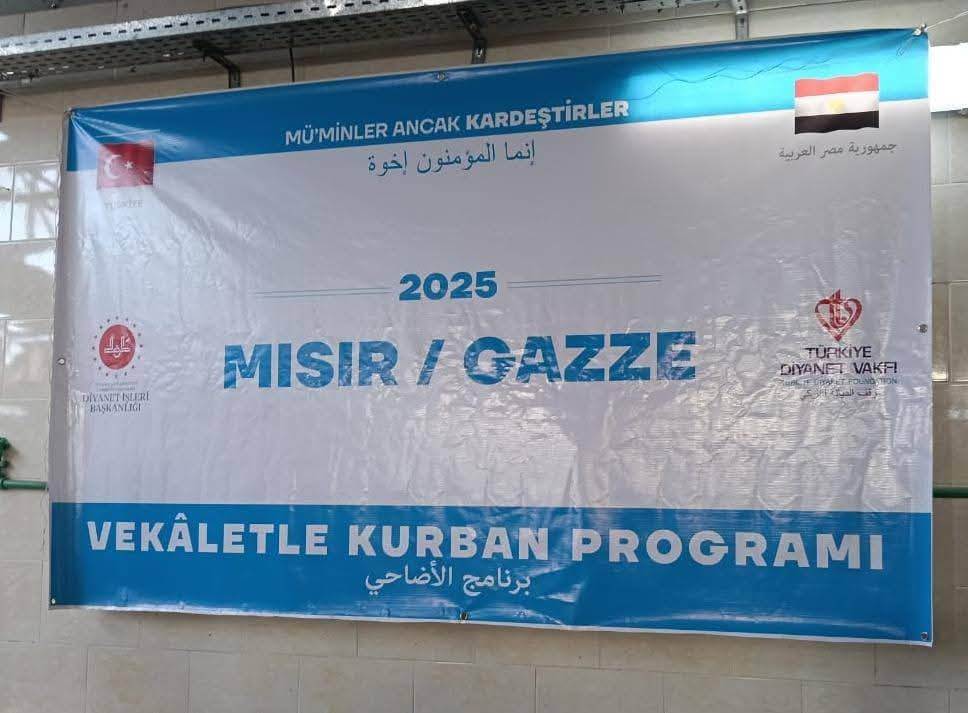 MÜ'MİNLER ANCAK KARDEŞTİRLER
إنما المؤمنون إخوة
TÜRKİYE
جمهورية مصر العربية
2025
MISIR / GAZZE
DİYANET İŞLERİ
BAŞKANLIĞI
TÜRKİYE
DİYANET VAKFI
VEKÂLETLE KURBAN PROGRAMI
برنامج الأضاحي